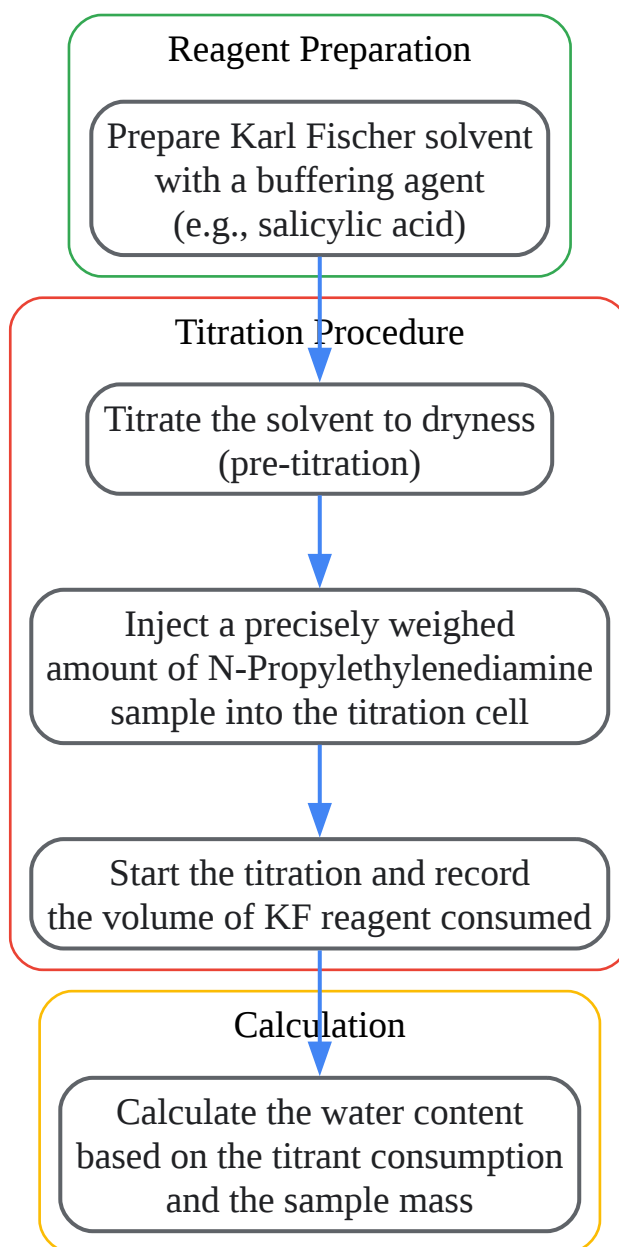 Reagent Preparation
Prepare Karl Fischer solvent
with a buffering agent
(e.g., salicylic acid)
Titration Procedure
Titrate the solvent to dryness
(pre-titration)
Inject a precisely weighed
amount of N-Propylethylenediamine
sample into the titration cell
Start the titration and record
the volume of KF reagent consumed
Calculation
Calculate the water content
based on the titrant consumption
and the sample mass